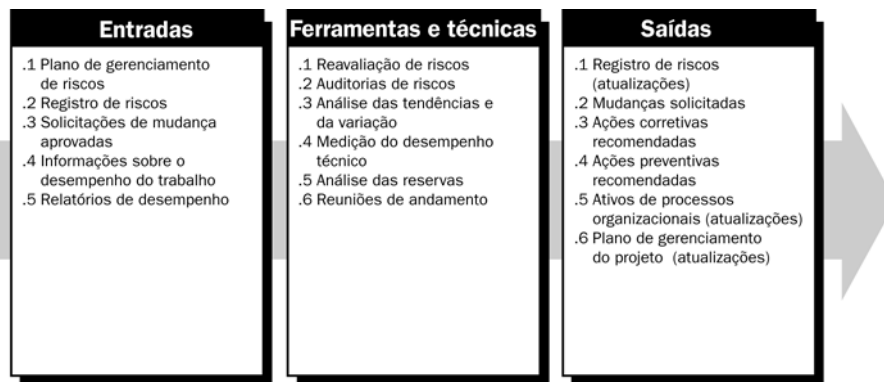 Entradas
.1 Plano de gerenciamento
de riscos
.2 Registro de riscos
.3 Solicitações de mudança
aprovadas
.4 Informações sobre o
desempenho do trabalho
.5 Relatórios de desempenho
Ferramentas e técnicas
.1 Reavaliação de riscos
.2 Auditorias de riscos
.3 Análise das tendências e
da variação
.4 Medição do desempenho
técnico
.5 Análise das reservas
.6 Reuniões de andamento
Saídas
.1 Registro de riscos
(atualizações)
.2 Mudanças solicitadas
.3 Ações corretivas
recomendadas
.4 Ações preventivas
recomendadas
.5 Ativos de processos
organizacionais (atualizações)
.6 Plano de gerenciamento
do projeto (atualizações)